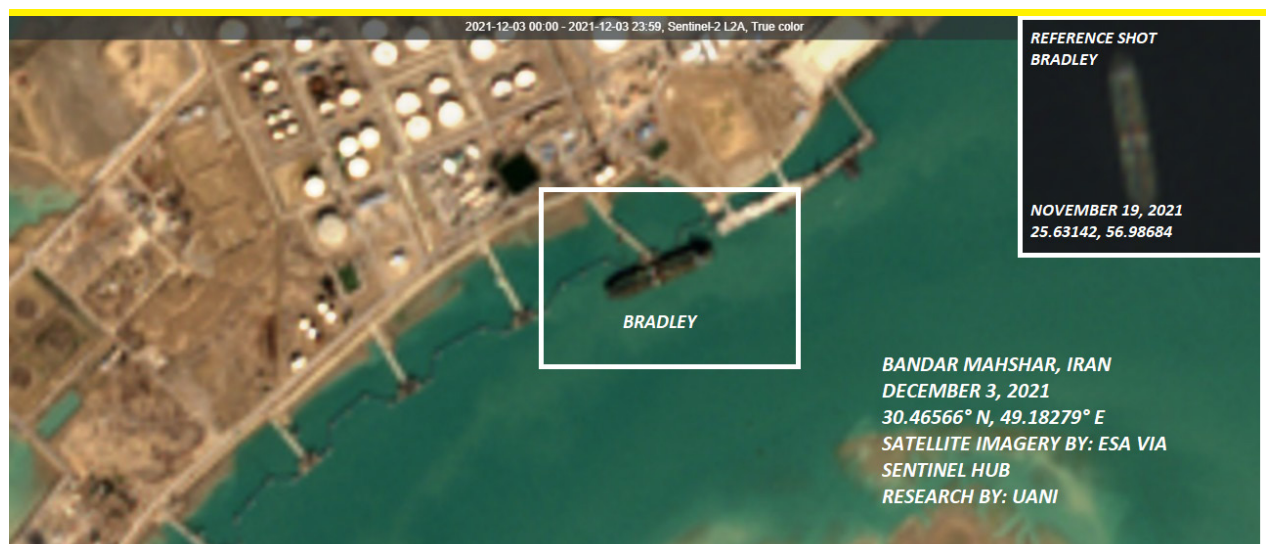 2021-12-03 00:00 - 2021-12-03 23:59, Sentinel-2 L2A, True color
REFERENCE SHOT
BRADLEY
NOVEMBER 19, 2021
25.63142, 56.98684
BRADLEY
BANDAR MAHSHAR, IRAN
DECEMBER 3, 2021
30.46566° N, 49.18279° E
SATELLITE IMAGERY BY: ESA VIA
SENTINEL HUB
RESEARCH BY: UANI